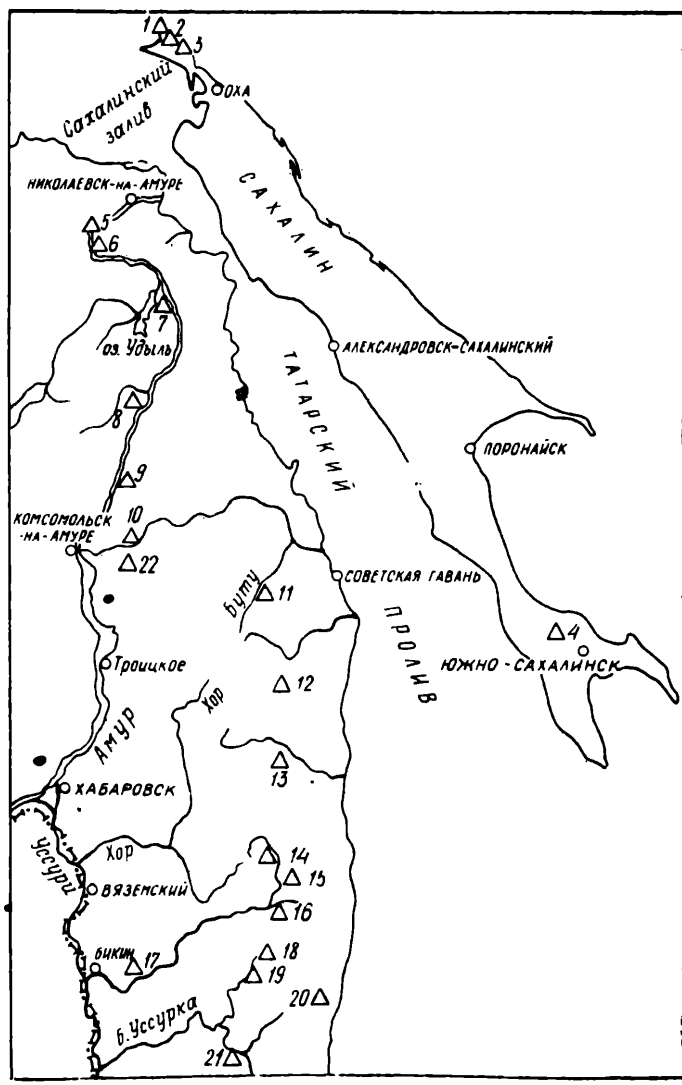 1
2
3
ОХА
Сахалинский
залив
НИКОЛАЕВСК-НА-АМУРЕ
САХАЛИН
5
6
7
оз. Удыль
АЛЕКСАНДРОВСК-САХАЛИНСКИЙ
ТАТАРСКИЙ
ПРОЛИВ
8
ПОРОНАЙСК
9
10
КОМСОМОЛЬСК
-НА-АМУРЕ
22
СОВЕТСКАЯ ГАВАНЬ
Буту
11
4
ЮЖНО-САХАЛИНСК
Троицкое
12
Хор
Амур
13
ХАБАРОВСК
Уссури
Хор
14
15
ВЯЗЕМСКИЙ
16
БИКИН
17
18
19
20
Б. Уссурка
21